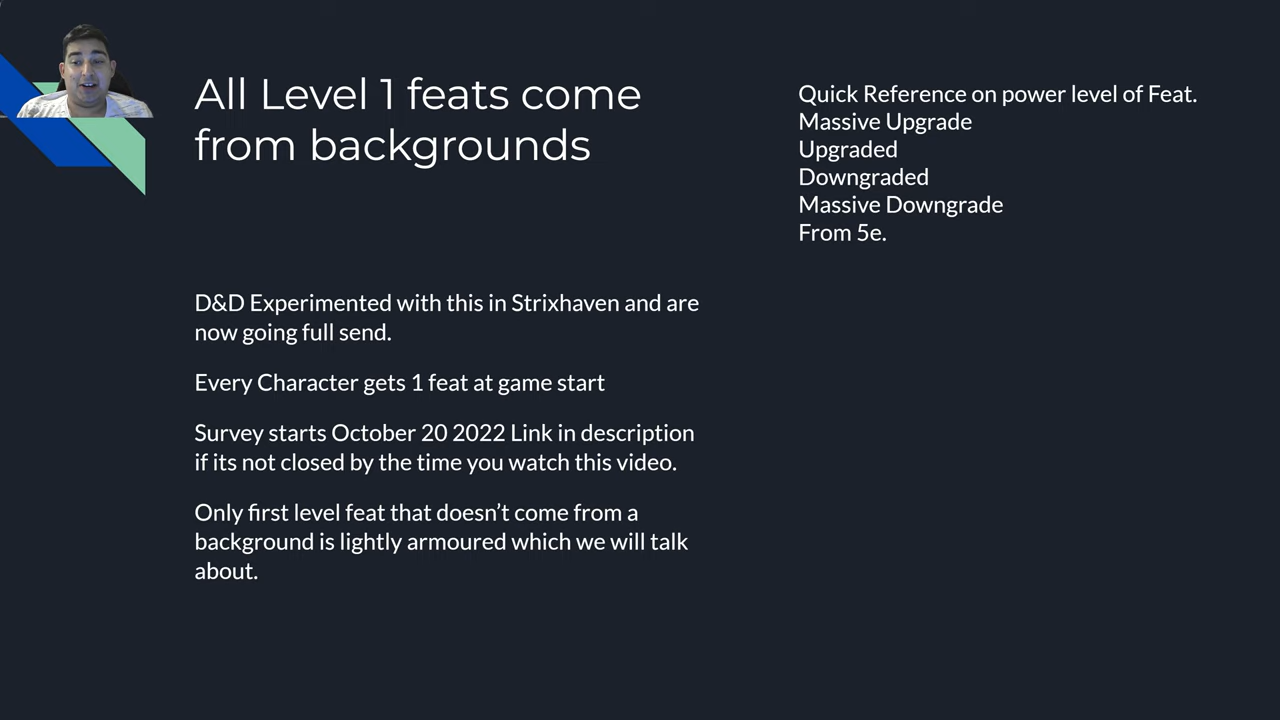 All Level 1 feats come
from backgrounds
D&D Experimented with this in Strixhaven and are
now going full send.
Every Character gets 1 feat at game start
Survey starts October 20 2022 Link in description
if its not closed by the time you watch this video.
Only first level feat that doesn’t come from a
background is lightly armoured which we will talk
about.
Quick Reference on power level of Feat.
Massive Upgrade
Upgraded
Downgraded
Massive Downgrade
From 5e.